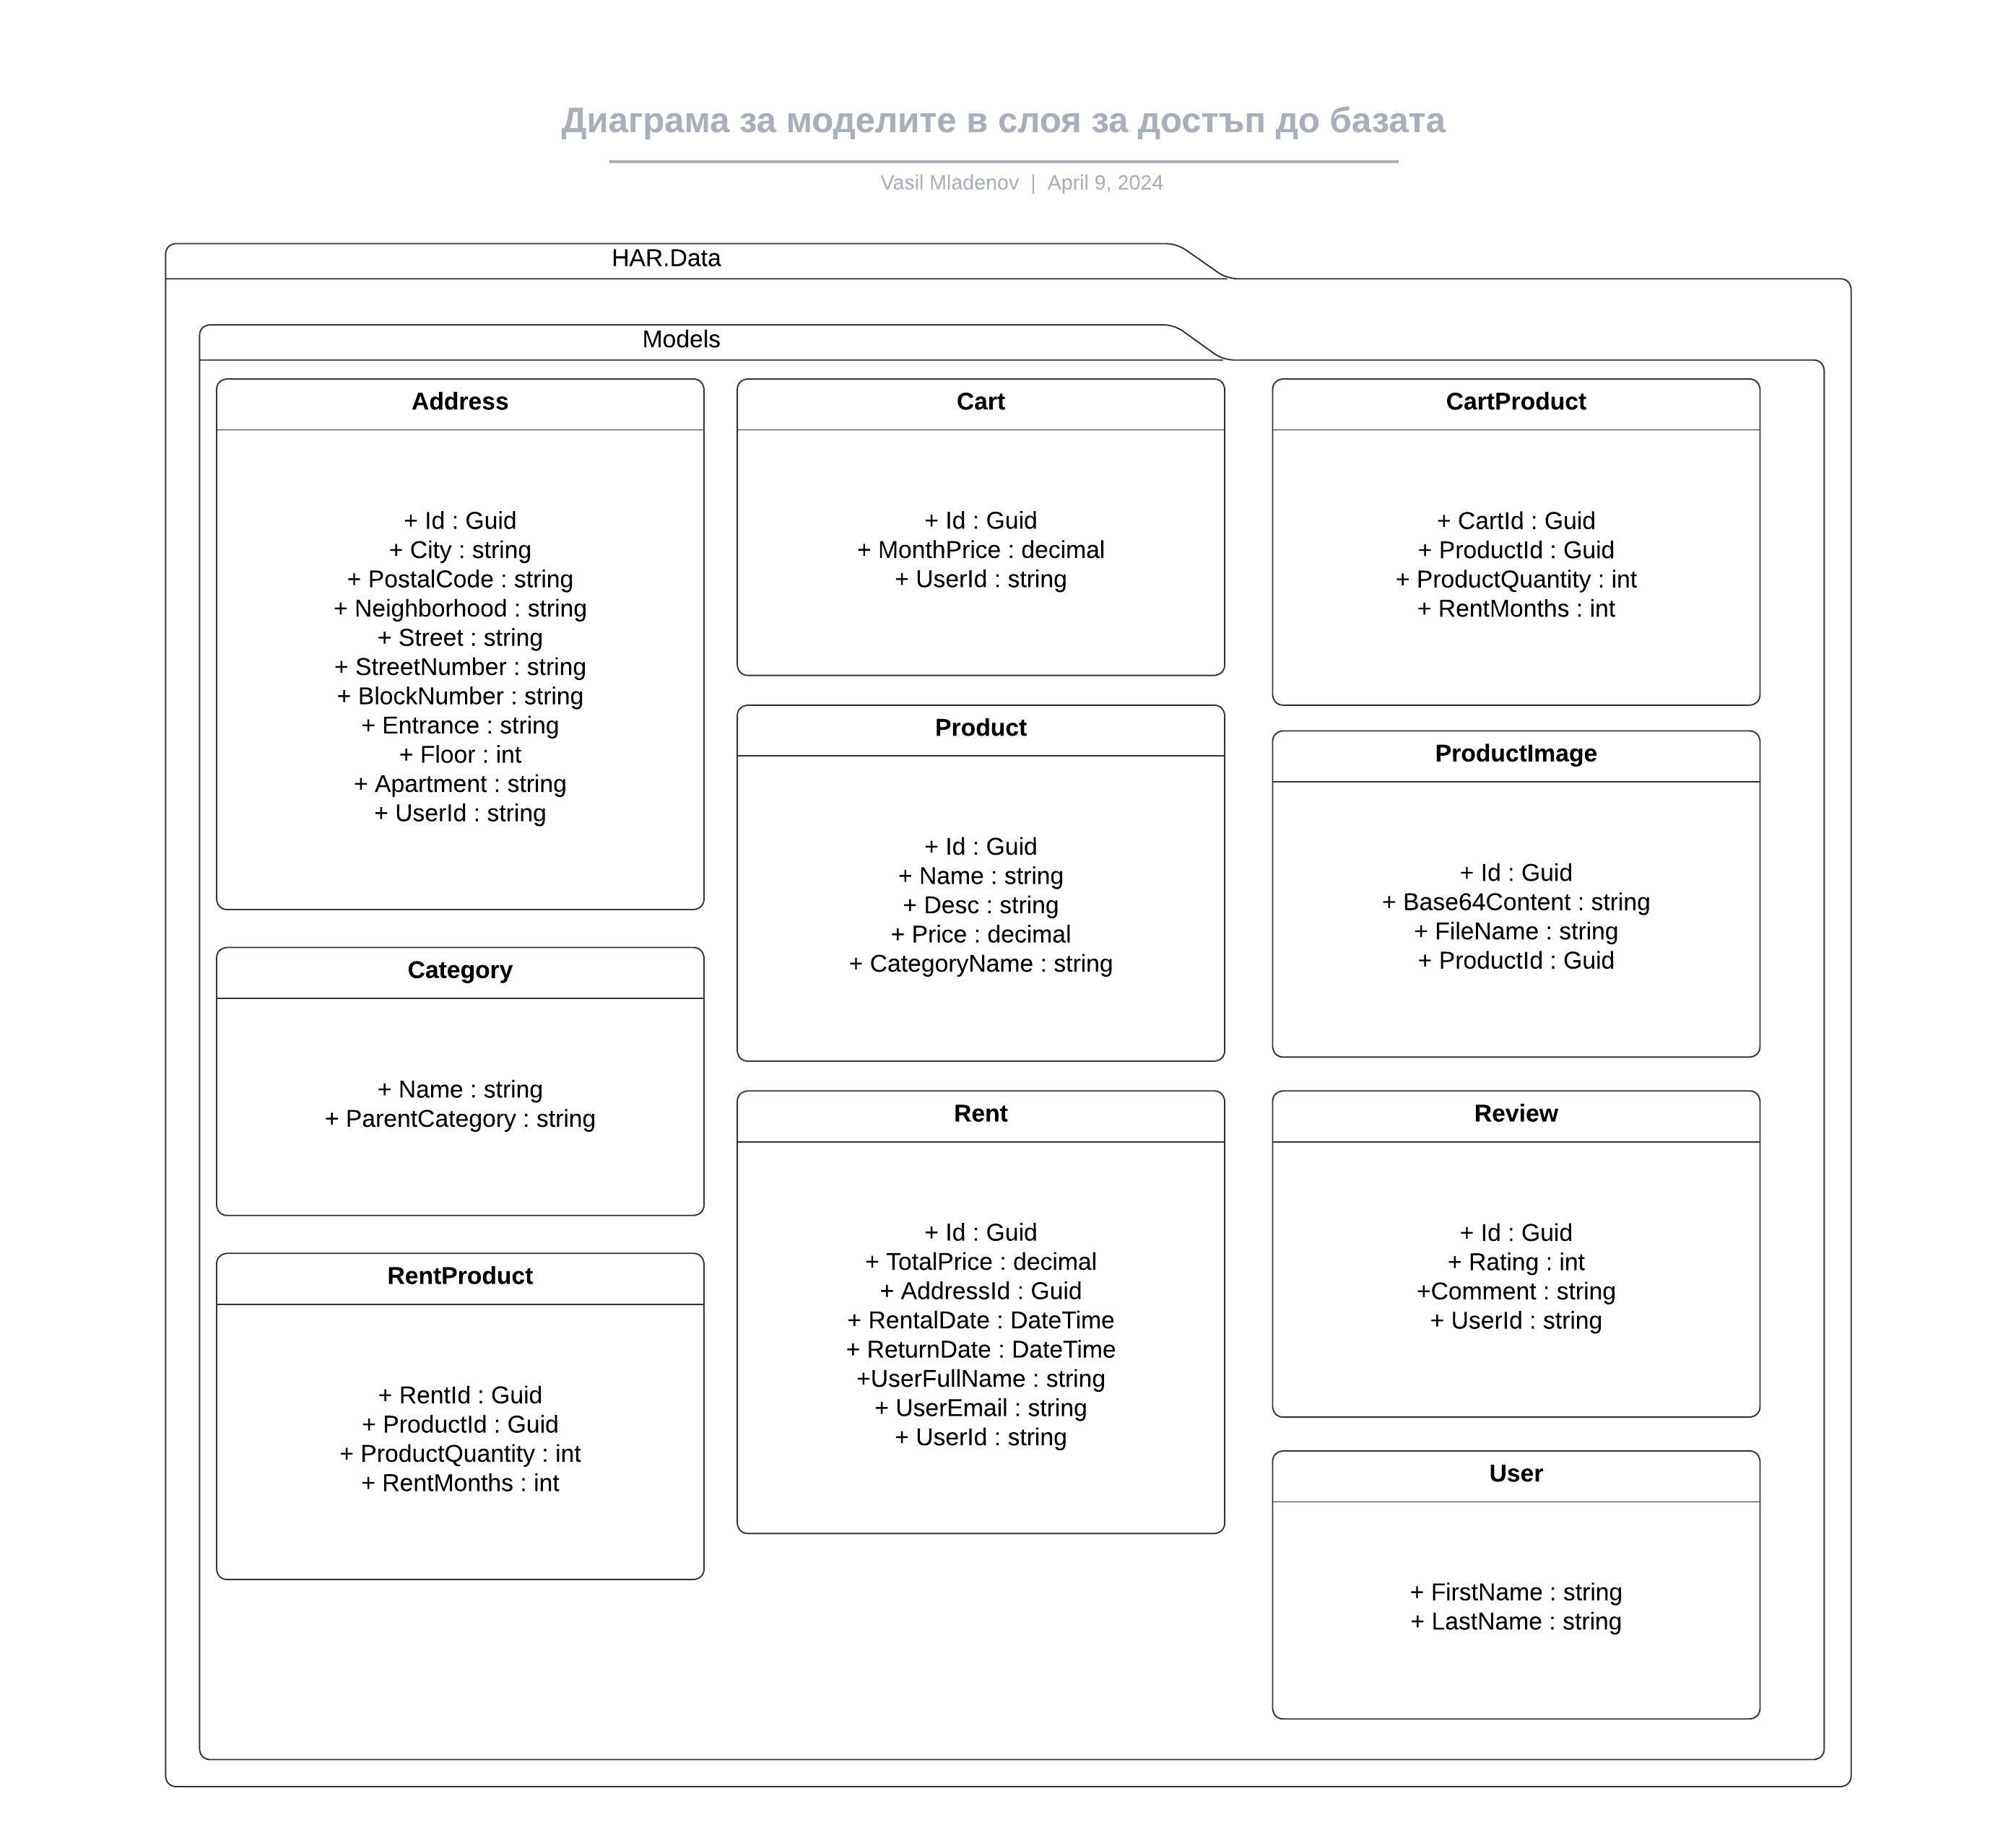 Диаграма за моделите в слоя за достъп до базата
Vasil Mladenov | April 9, 2024
HAR.Data
Models
Address
+ Id : Guid
+ City : string
+ PostalCode : string
+ Neighborhood : string
+ Street : string
+ StreetNumber : string
+ BlockNumber : string
+ Entrance : string
+ Floor : int
+ Apartment : string
+ UserId : string
Cart
+ Id : Guid
+ MonthPrice : decimal
+ UserId : string
CartProduct
+ CartId : Guid
+ ProductId : Guid
+ ProductQuantity : int
+ RentMonths : int
Product
+ Id : Guid
+ Name : string
+ Desc : string
+ Price : decimal
+ CategoryName : string
ProductImage
+ Id : Guid
+ Base64Content : string
+ FileName : string
+ ProductId : Guid
Category
+ Name : string
+ ParentCategory : string
Rent
+ Id : Guid
+ TotalPrice : decimal
+ AddressId : Guid
+ RentalDate : DateTime
+ ReturnDate : DateTime
+UserFullName : string
+ UserEmail : string
+ UserId : string
Review
+ Id : Guid
+ Rating : int
+Comment : string
+ UserId : string
RentProduct
+ RentId : Guid
+ ProductId : Guid
+ ProductQuantity : int
+ RentMonths : int
User
+ FirstName : string
+ LastName : string